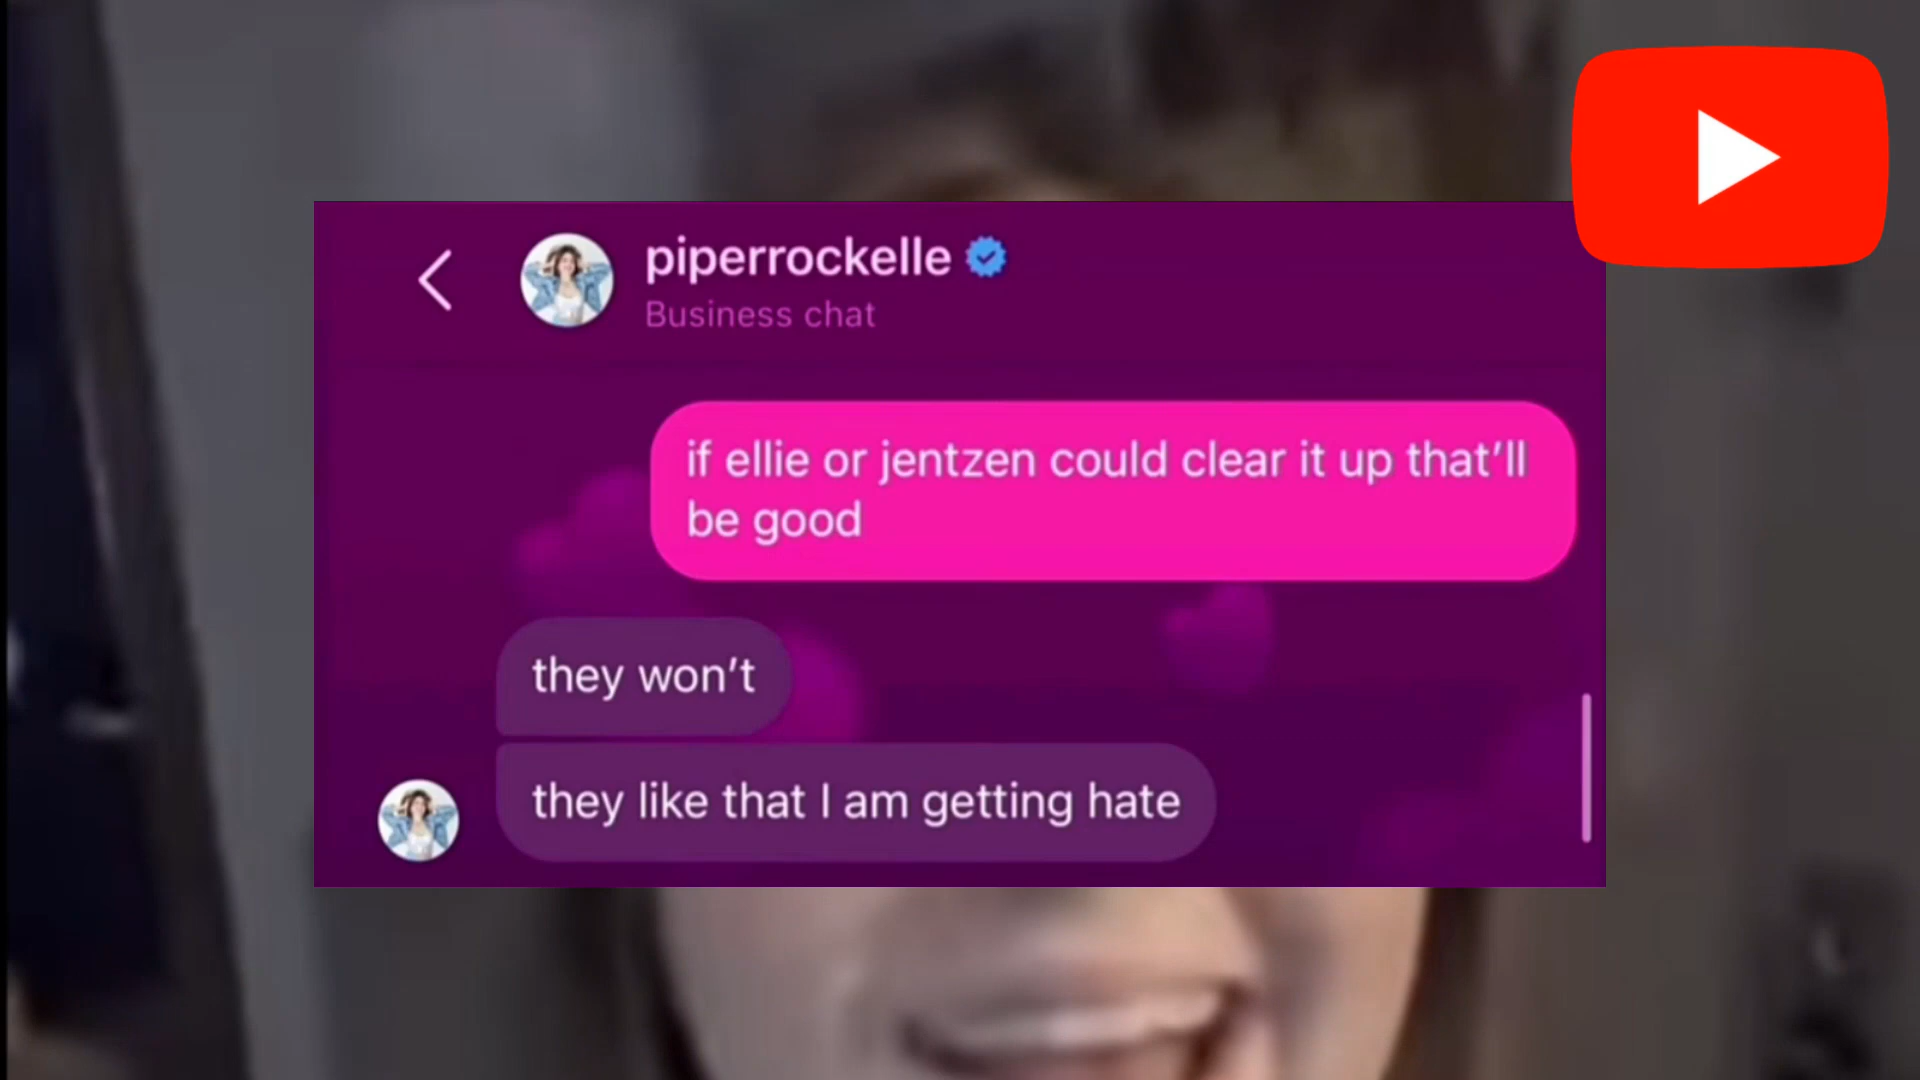 piperrockelle
Business chat
if ellie or jentzen could clear it up that’ll
be good
they won’t
they like that I am getting hate